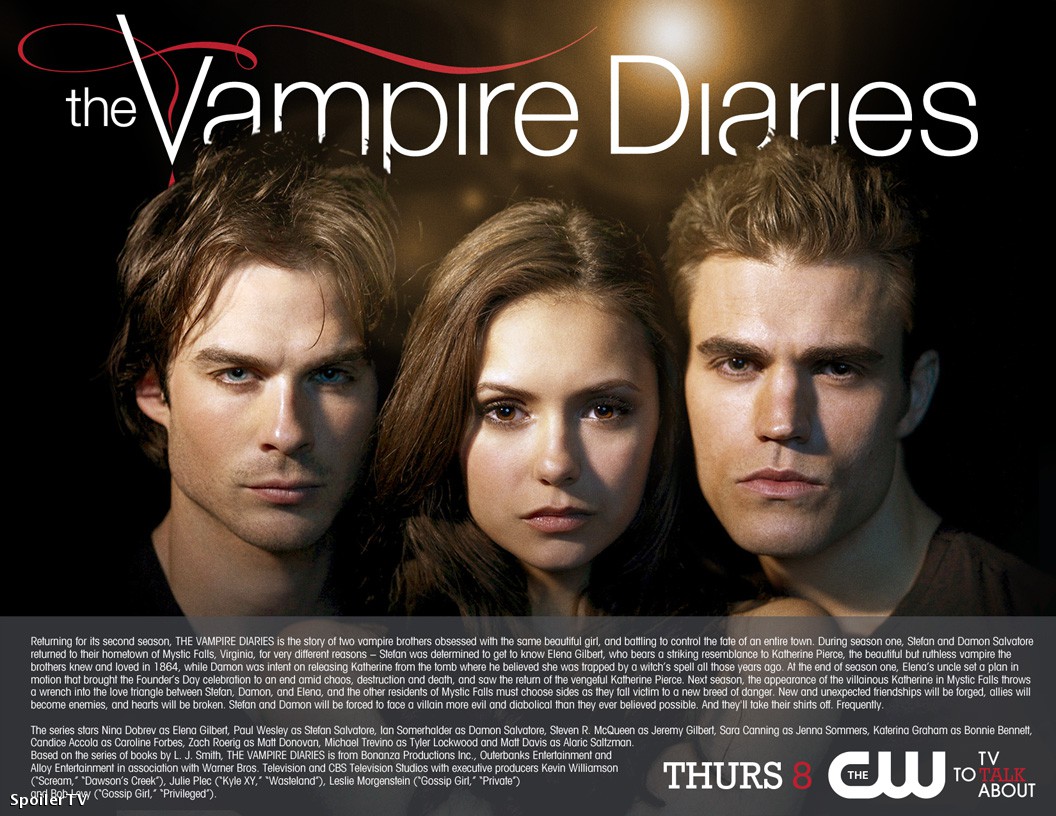 the Vampire Diaries
Returning for its second season, THE VAMPIRE DIARIES is the story of two vampire brothers obsessed with the same beautiful girl, and battling to control the fate of an entire town. During season one, Stefan and Damon Salvatore
returned to their hometown of Mystic Falls, Virginia, for very different reasons – Stefan was determined to get to know Elena Gilbert, who bears a striking resemblance to Katherine Pierce, the beautiful but ruthless vampire the
brothers knew and loved in 1864, while Damon was intent on releasing Katherine from the tomb where he believed she was trapped by a witch's spell all those years ago. At the end of season one, Elena's uncle set a plan in
motion that brought the Founder's Day celebration to an end amid chaos, destruction and death, and saw the return of the vengeful Katherine Pierce. Next season, the appearance of the villainous Katherine in Mystic Falls throws
a wrench into the love triangle between Stefan, Damon, and Elena, and the other residents of Mystic Falls must choose sides as they fall victim to a new breed of danger. New and unexpected friendships will be forged, allies will
become enemies, and hearts will be broken. Stefan and Damon will be forced to face a villain more evil and diabolical than they ever believed possible. And they'll take their shirts off. Frequently.
The series stars Nina Dobrev as Elena Gilbert, Paul Wesley as Stefan Salvatore, Ian Somerhalder as Damon Salvatore, Steven R. McQueen as Jeremy Gilbert, Sara Canning as Jenna Sommers, Katerina Graham as Bonnie Bennett,
Candice Accola as Caroline Forbes, Zach Roerig as Matt Donovan, Michael Trevino as Tyler Lockwood and Matt Davis as Alaric Saltzman.
Based on the series of books by L. J. Smith, THE VAMPIRE DIARIES is from Bonanza Productions Inc., Outerbanks Entertainment and
Alloy Entertainment in association with Warner Bros. Television and CBS Television Studios with executive producers Kevin Williamson
("Scream," "Dawson's Creek"), Julie Plec ("Kyle XY," "Wasteland"), Leslie Morgenstein ("Gossip Girl," "Private")
and Bob Levy ("Gossip Girl," "Privileged").
THURS 8
THE CW
TV
TO TALK
ABOUT
SpoilerTV